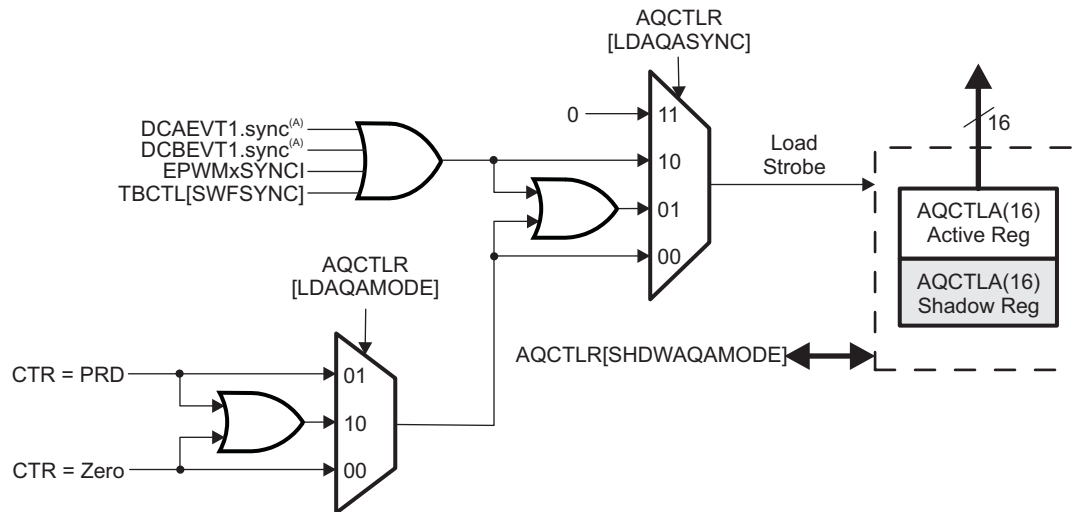 AQCTLR
[LDAQASYNC]
0
11
16
DCAEVT1.sync(A)
DCBEVT1.sync(A)
EPWMxSYNCI
TBCTL[SWFSYNC]
10
Load
Strobe
01
AQCTLA(16)
Active Reg
00
AQCTLR
[LDAQAMODE]
AQCTLA(16)
Shadow Reg
AQCTLR[SHDWAQAMODE]
CTR = PRD
01
10
CTR = Zero
00